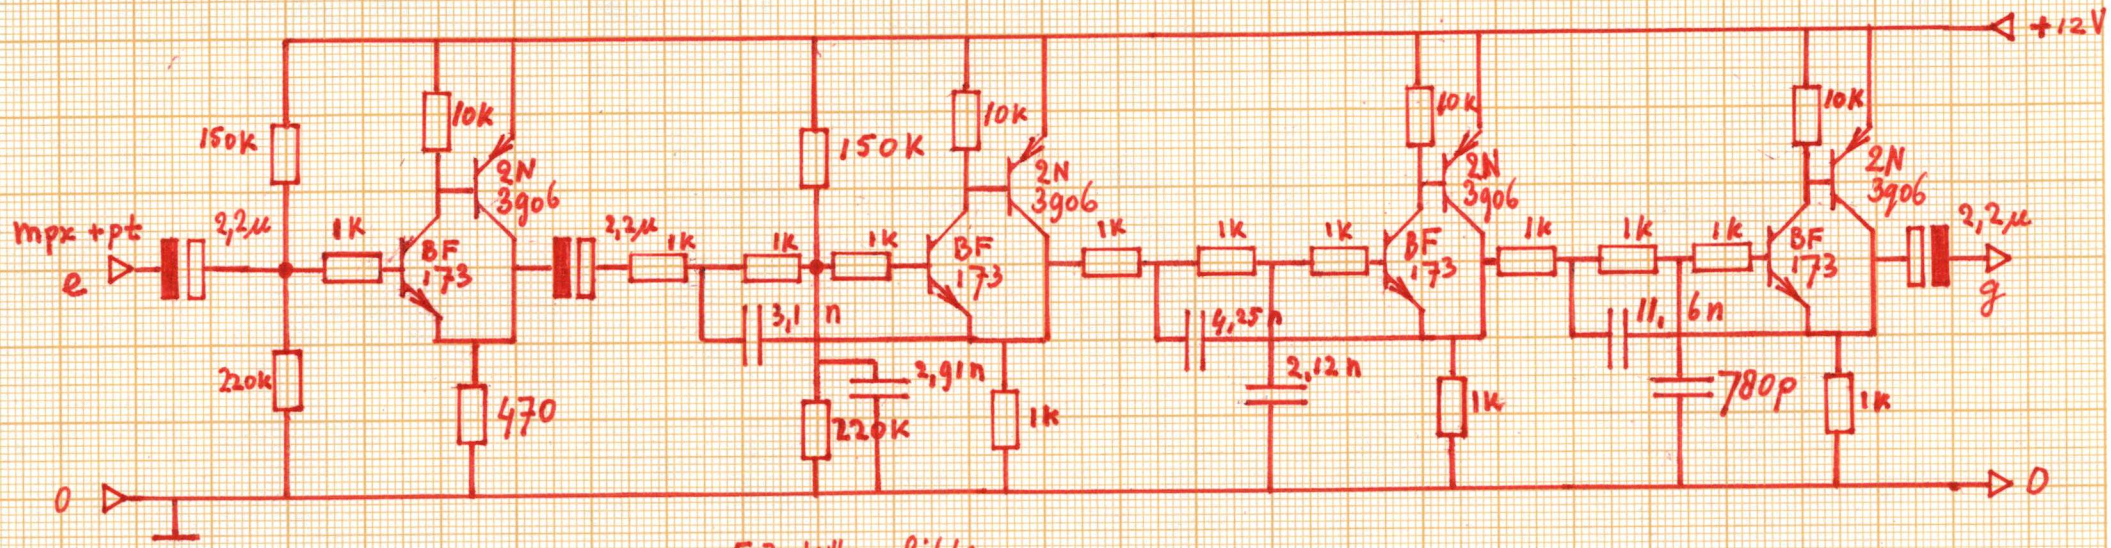 +12V
10k
10k
10k
10k
150k
150k
2N
3906
2N
3906
2N
3906
2N
3906
mpx +pt
e
2,2µ
1k
BF
173
2,2µ
1k
1k
1k
BF
173
1k
1k
1k
BF
173
1k
1k
1k
BF
173
2,2µ
g
3,1 n
4,25n
11, 6n
220k
470
2,91n
220k
1k
2,12n
1k
780p
1k
0
0